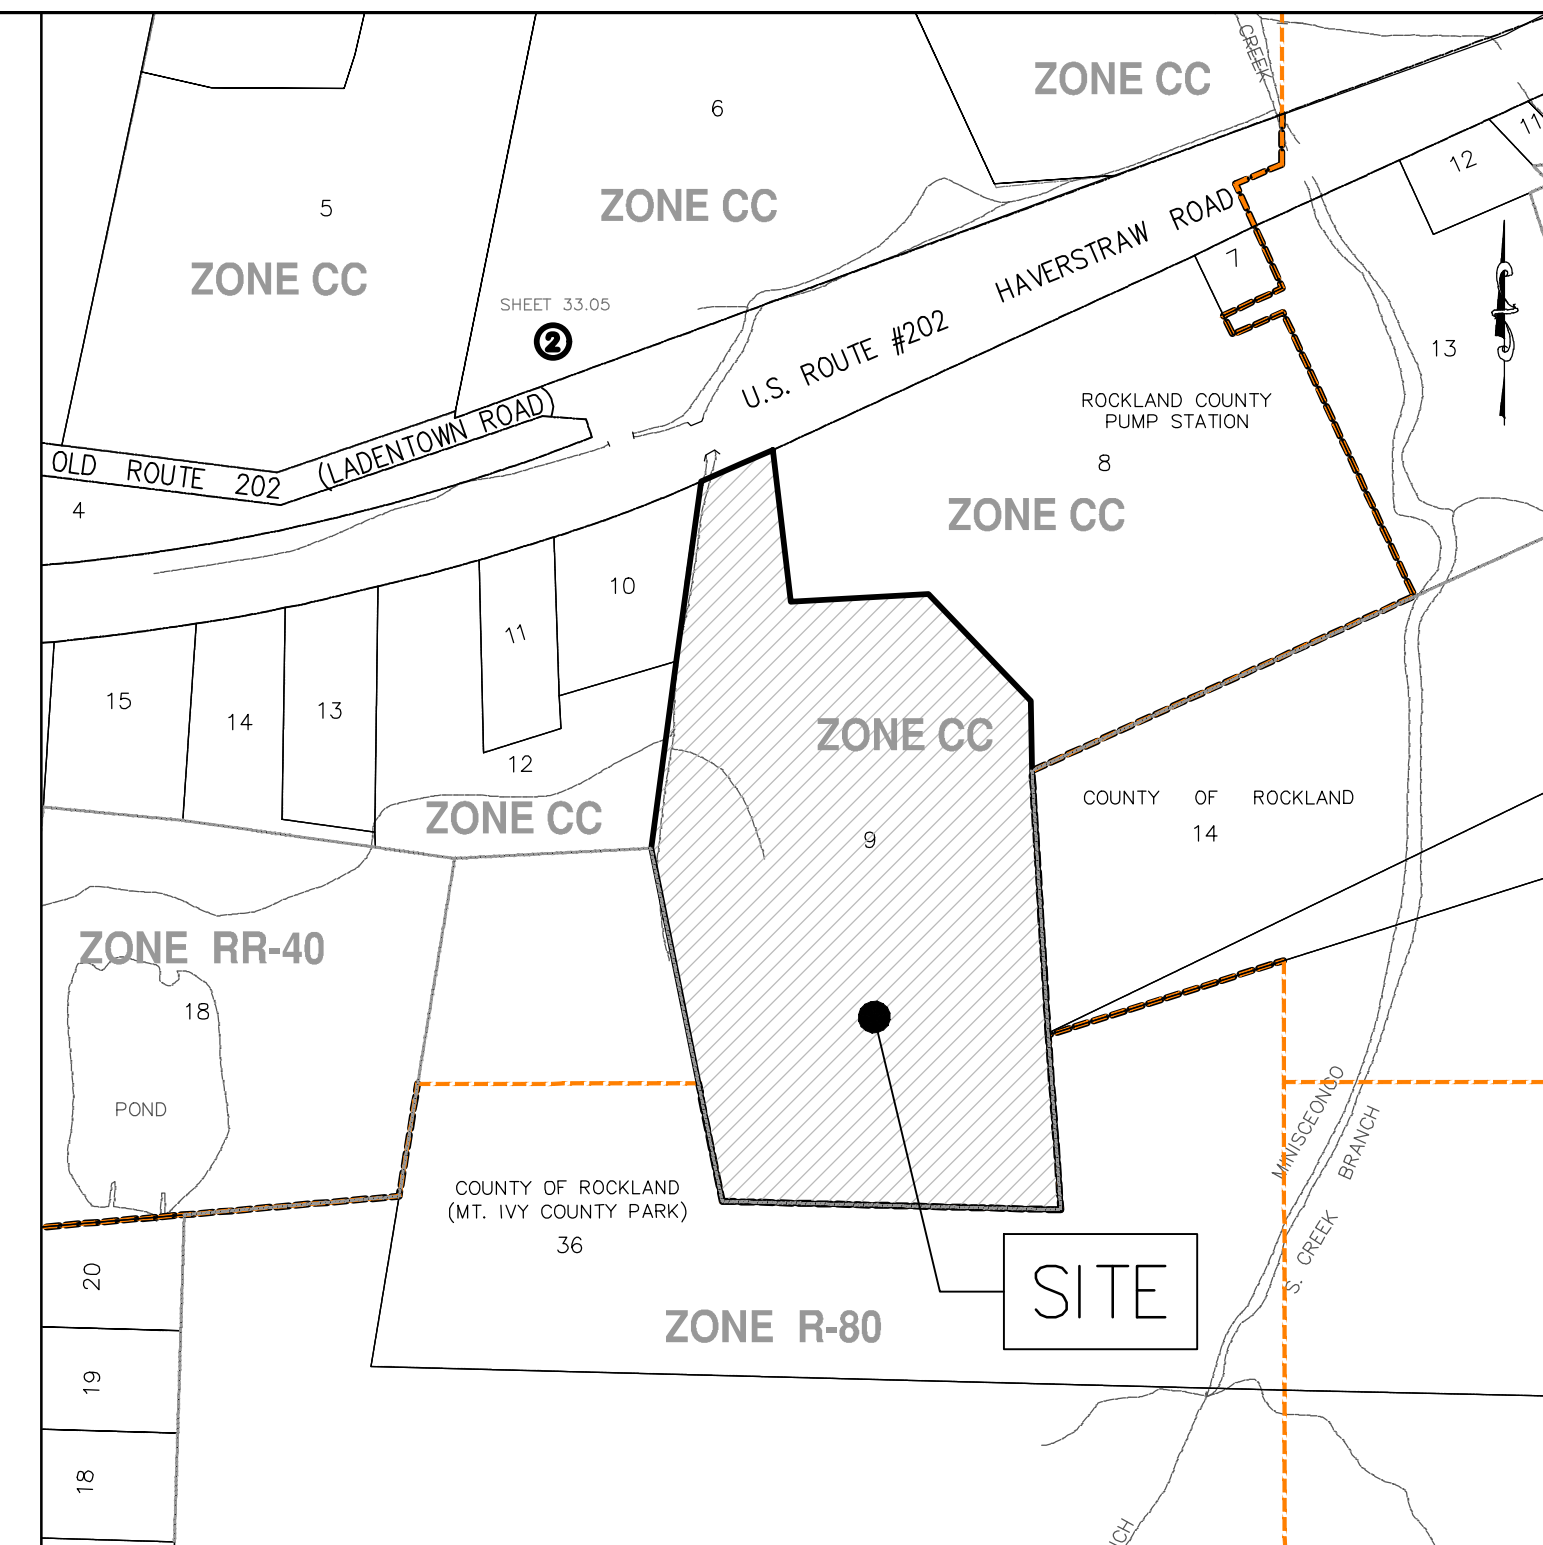 CREEK
ZONE CC
6
11
12
5
ZONE CC
ZONE CC
7
HAVERSTRAW ROAD
SHEET 33.05
2
U.S. ROUTE #202
13
ROCKLAND COUNTY
PUMP STATION
8
OLD ROUTE 202
(LADENTOWN ROAD)
4
ZONE CC
10
11
15
14
13
ZONE CC
12
ZONE CC
9
COUNTY OF ROCKLAND
14
ZONE RR-40
18
POND
MINISCEONGO
BRANCH
COUNTY OF ROCKLAND
(MT. IVY COUNTY PARK)
36
S. CREEK
20
SITE
ZONE R-80
19
18